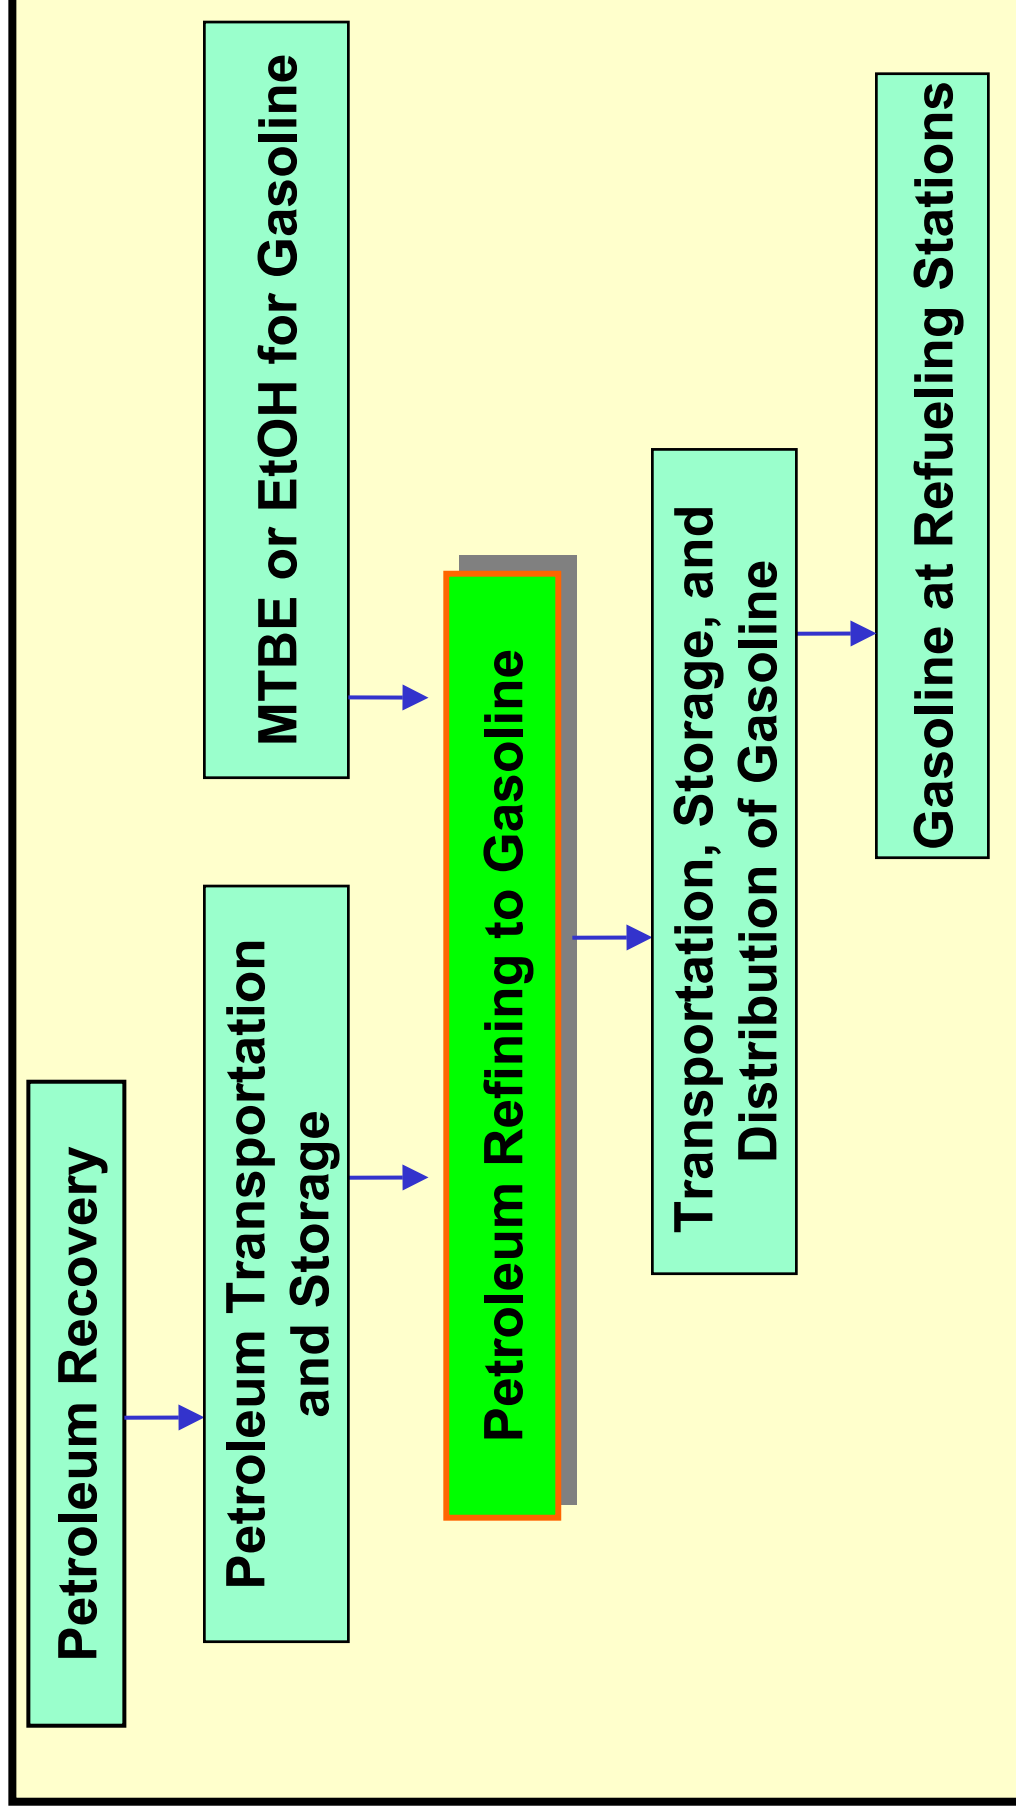 Petroleum Recovery
Petroleum Transportation
and Storage
MTBE or EtOH for Gasoline
Petroleum Refining to Gasoline
Transportation, Storage, and
Distribution of Gasoline
Gasoline at Refueling Stations